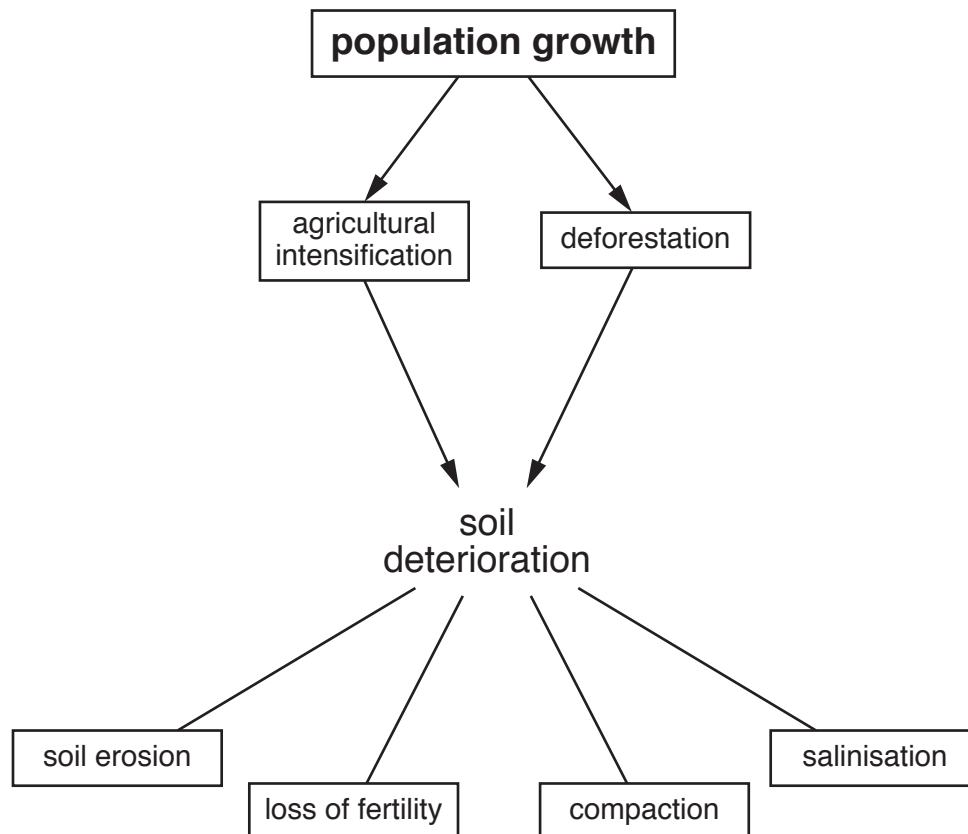 population growth
agricultural
intensification
deforestation
soil
deterioration
soil erosion
salinisation
loss of fertility
compaction